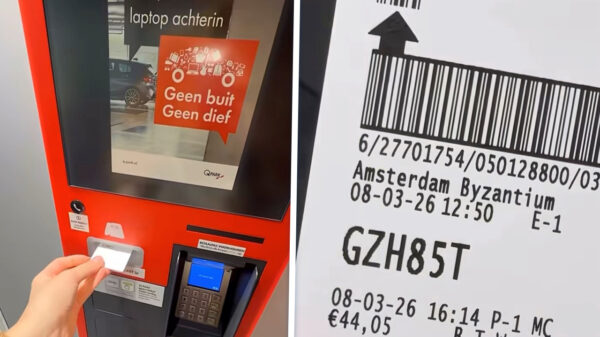 laptop achterin
Geen buit
Geen dief
Q-PARK
6/27701754/050128800/03
Amsterdam Byzantium
08-03-26 12:50 E-1
GZH85T
08-03-26 16:14 P-1 MC
€44,05